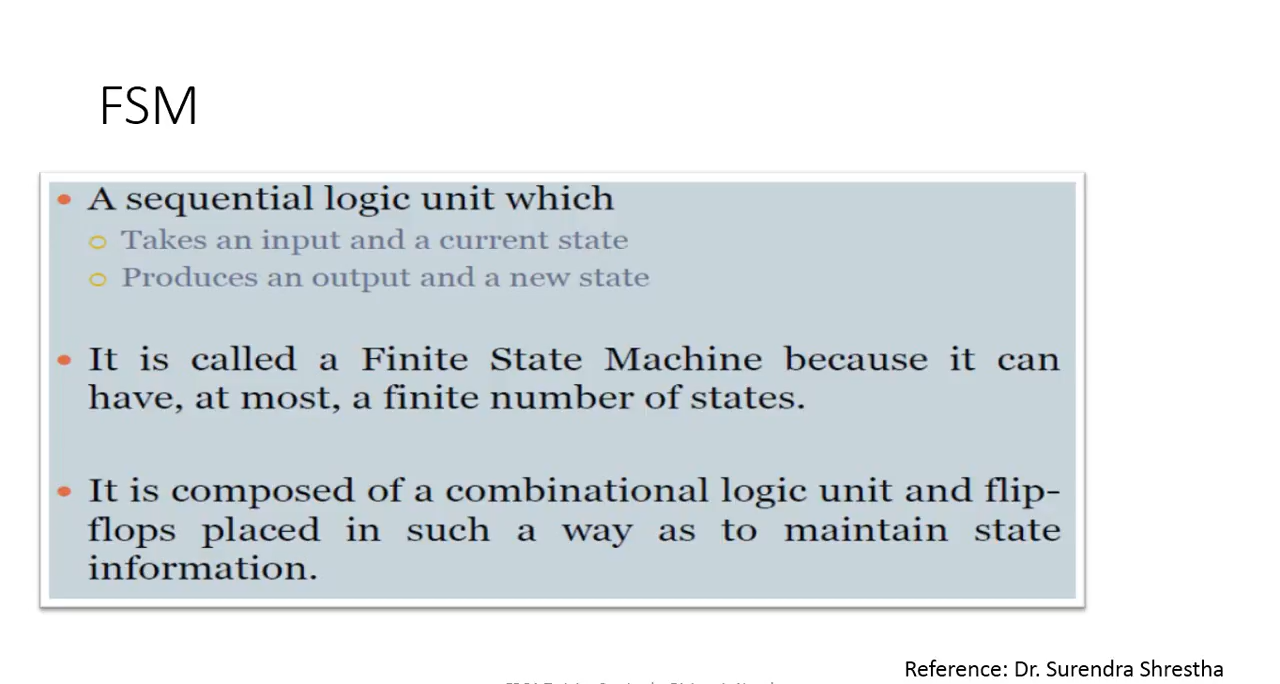 FSM
• A sequential logic unit which
○ Takes an input and a current state
○ Produces an output and a new state
• It is called a Finite State Machine because it can
have, at most, a finite number of states.
• It is composed of a combinational logic unit and flip-
flops placed in such a way as to maintain state
information.
Reference: Dr. Surendra Shrestha